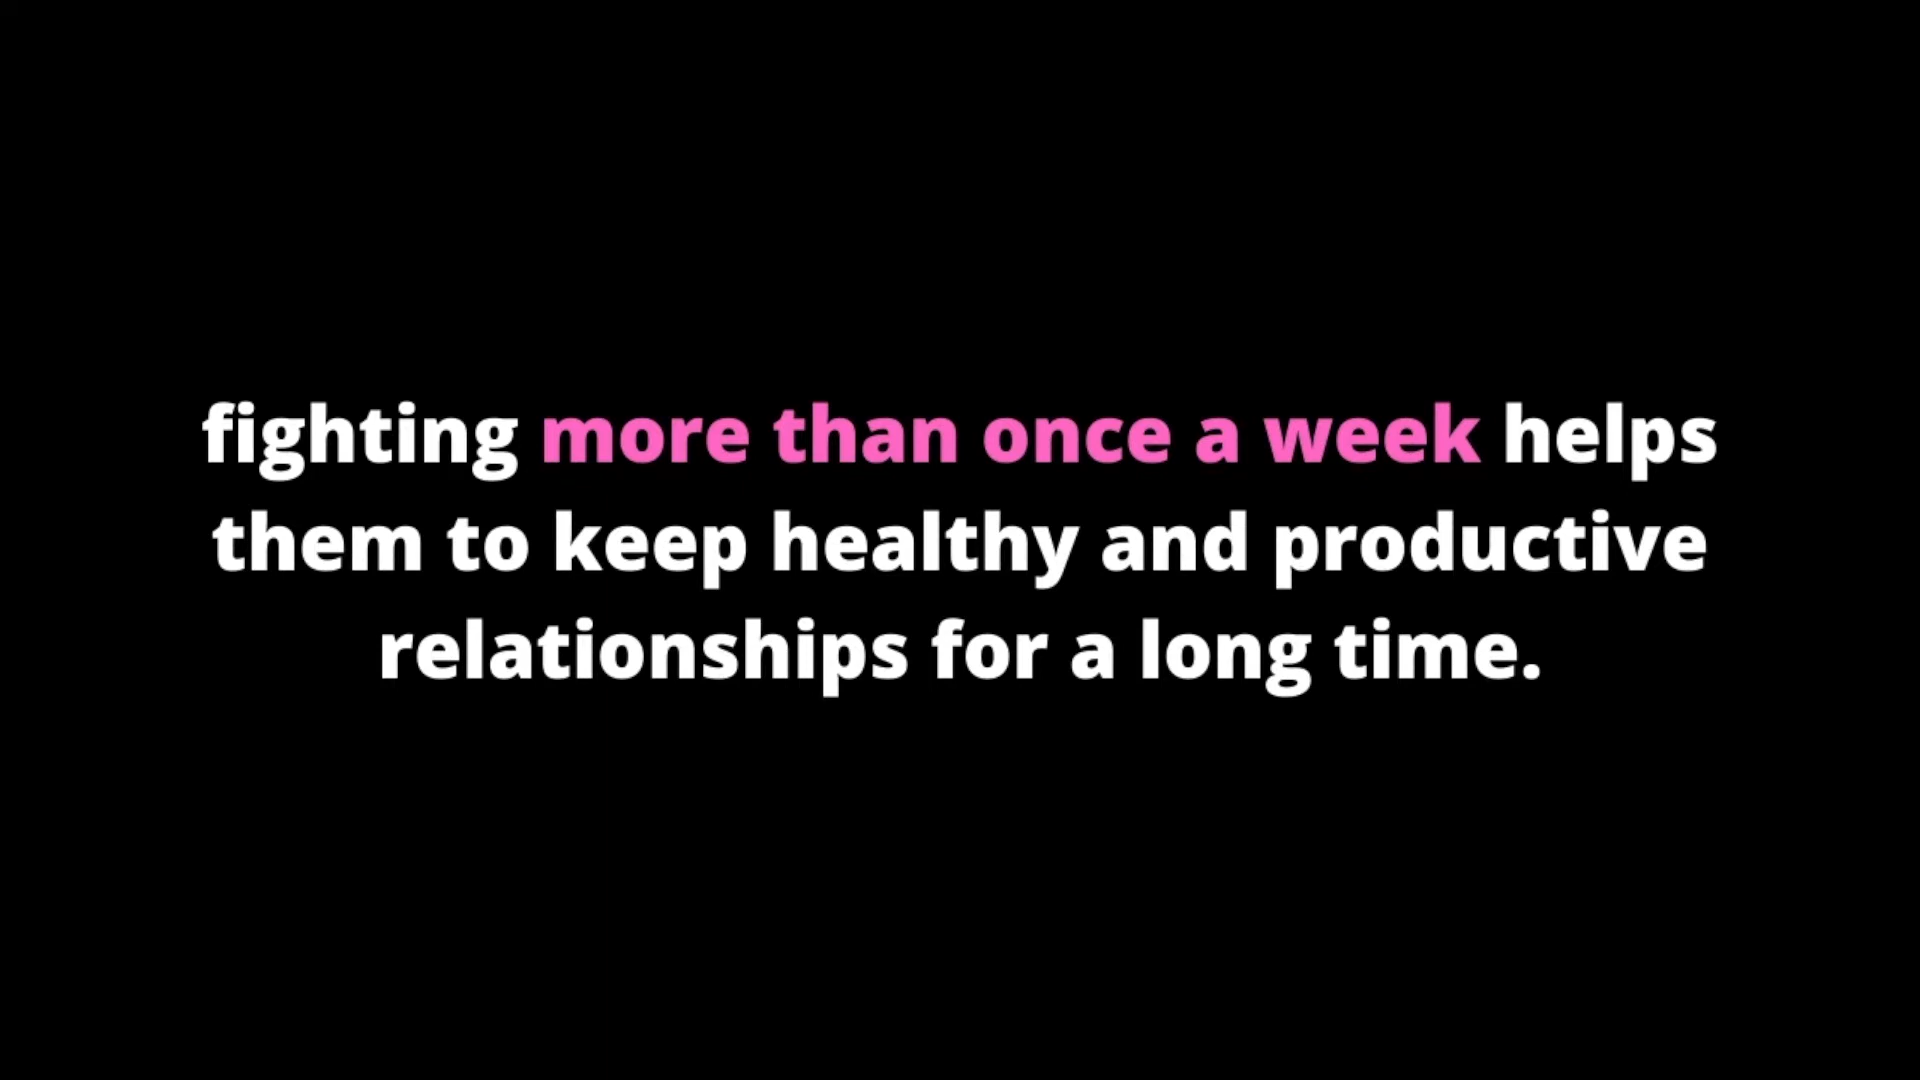 fighting more than once a week helps
them to keep healthy and productive
relationships for a long time.